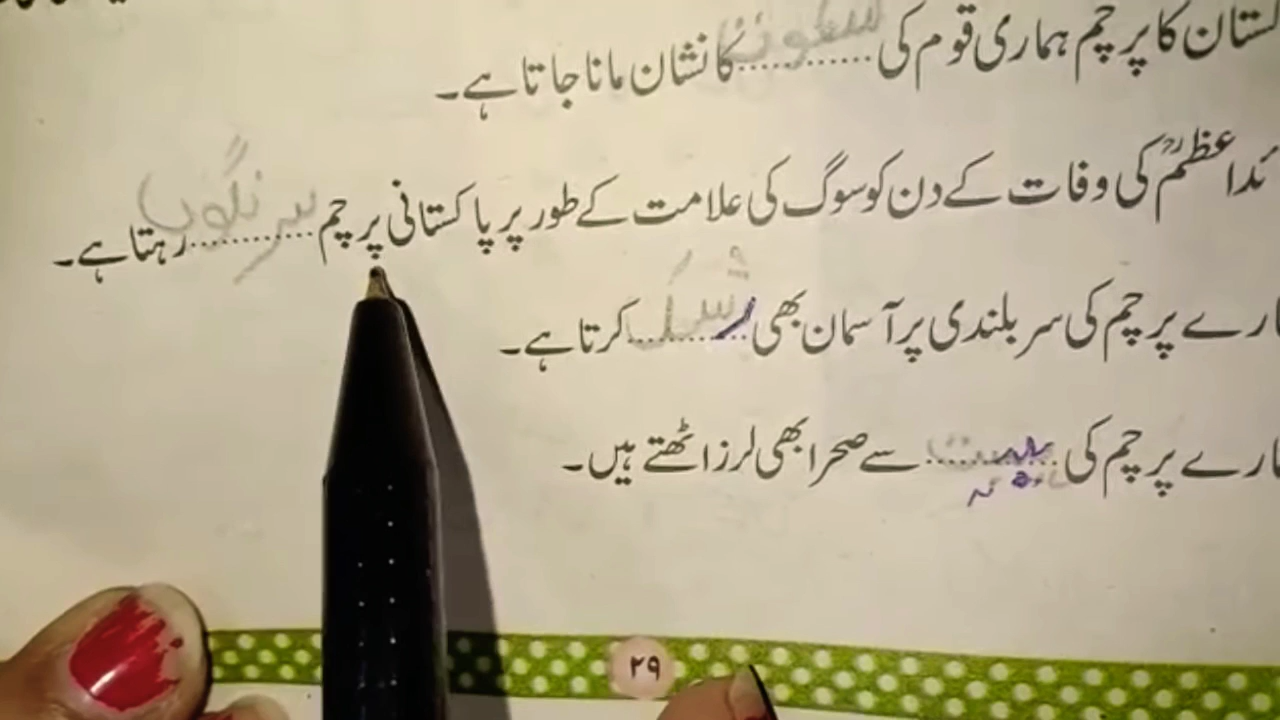 کستان کا پرچم ہماری قوم کی .......... کا نشان مانا جاتا ہے۔
ئداعظمؒ کی وفات کے دن کو سوگ کی علامت کے طور پر پاکستانی پرچم سرنگوں رہتا ہے۔
ارے پرچم کی سر بلندی پر آسمان بھی رشک کرتا ہے۔
ارے پرچم کی ہیبت سے صحرا بھی لرز اٹھتے ہیں۔
۲۹